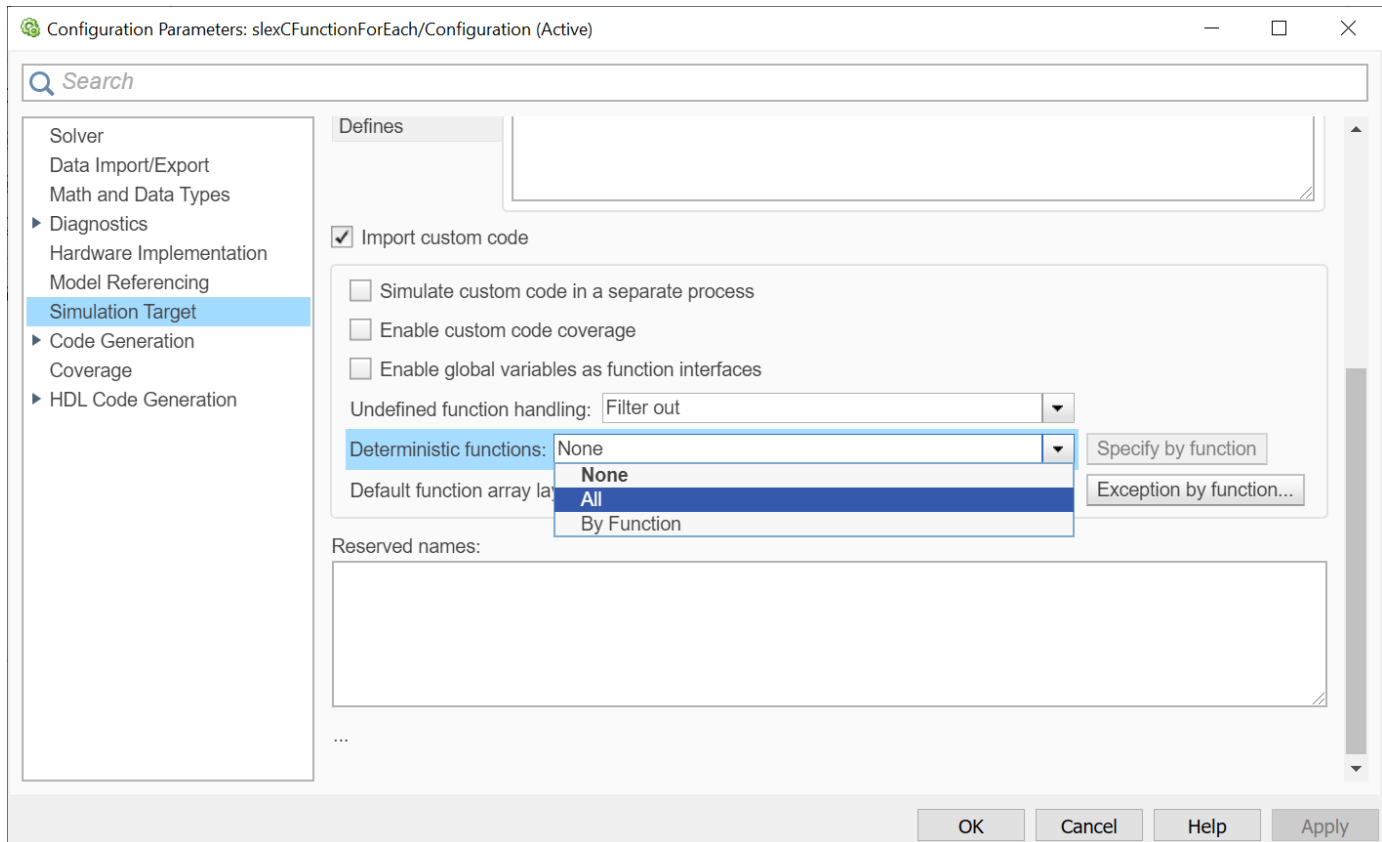 Configuration Parameters: slexCFunctionForEach/Configuration (Active)
Search
Solver
Data Import/Export
Math and Data Types
Diagnostics
Hardware Implementation
Model Referencing
Simulation Target
Code Generation
Coverage
HDL Code Generation
Defines
Import custom code
Simulate custom code in a separate process
Enable custom code coverage
Enable global variables as function interfaces
Undefined function handling: Filter out
Deterministic functions: None Specify by function
None
Default function array lay All Exception by function...
By Function
Reserved names:
...
OK Cancel Help Apply